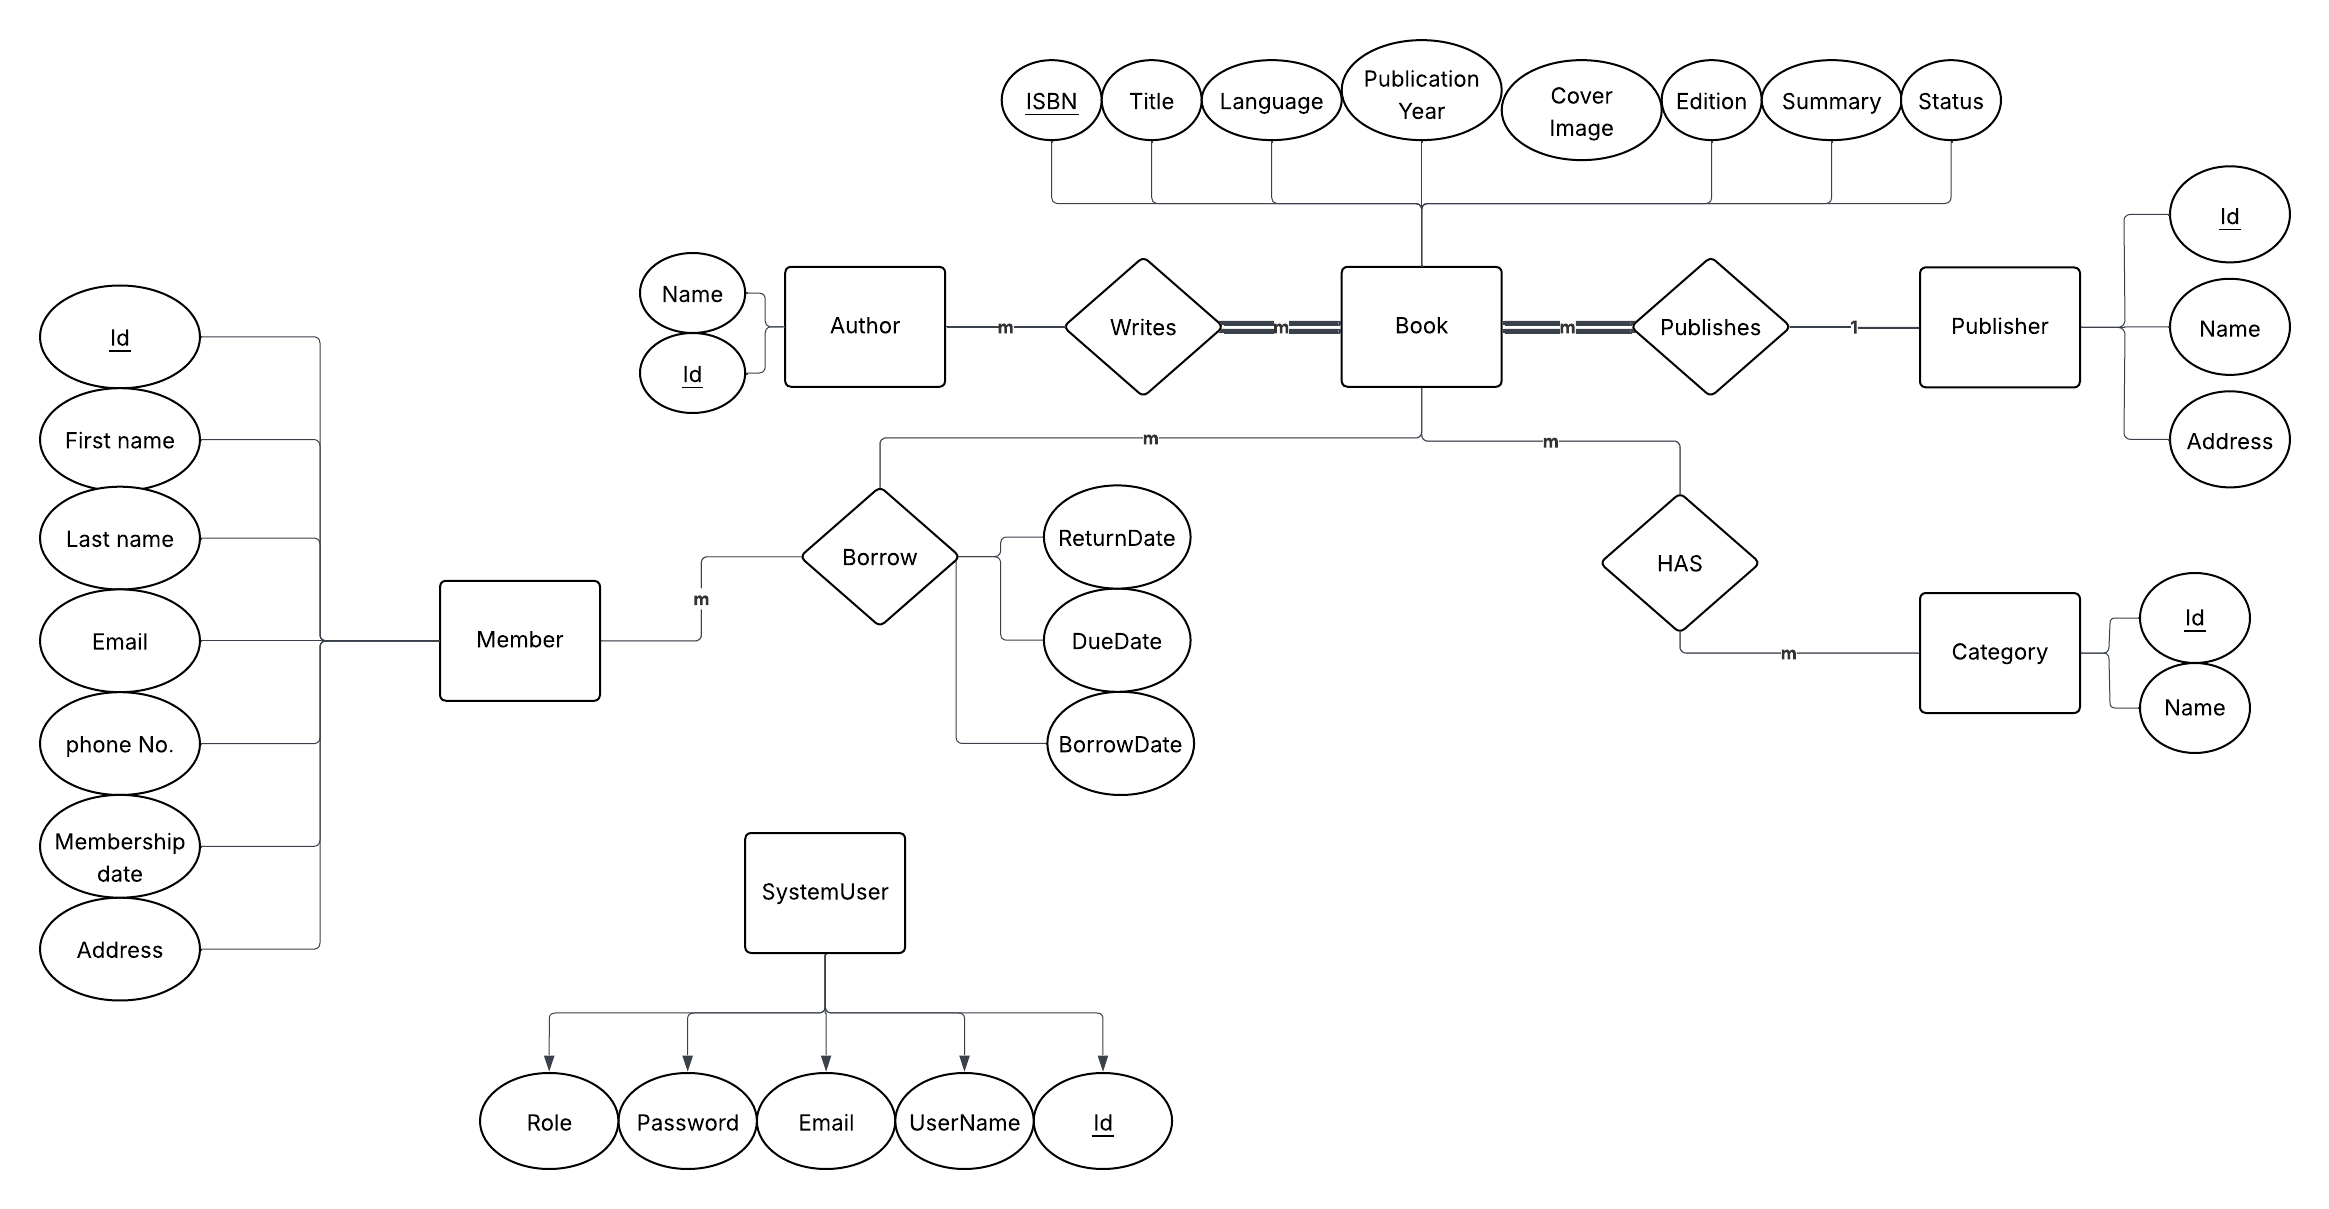 Publication
Year
ISBN
Title
Language
Cover
Image
Edition
Summary
Status
Id
Name
Author
m
Writes
m
Book
m
Publishes
1
Publisher
Name
Id
Address
m
m
Id
First name
Last name
Email
phone No.
Membership
date
Address
Member
m
Borrow
ReturnDate
DueDate
BorrowDate
HAS
m
Category
Id
Name
SystemUser
Role
Password
Email
UserName
Id